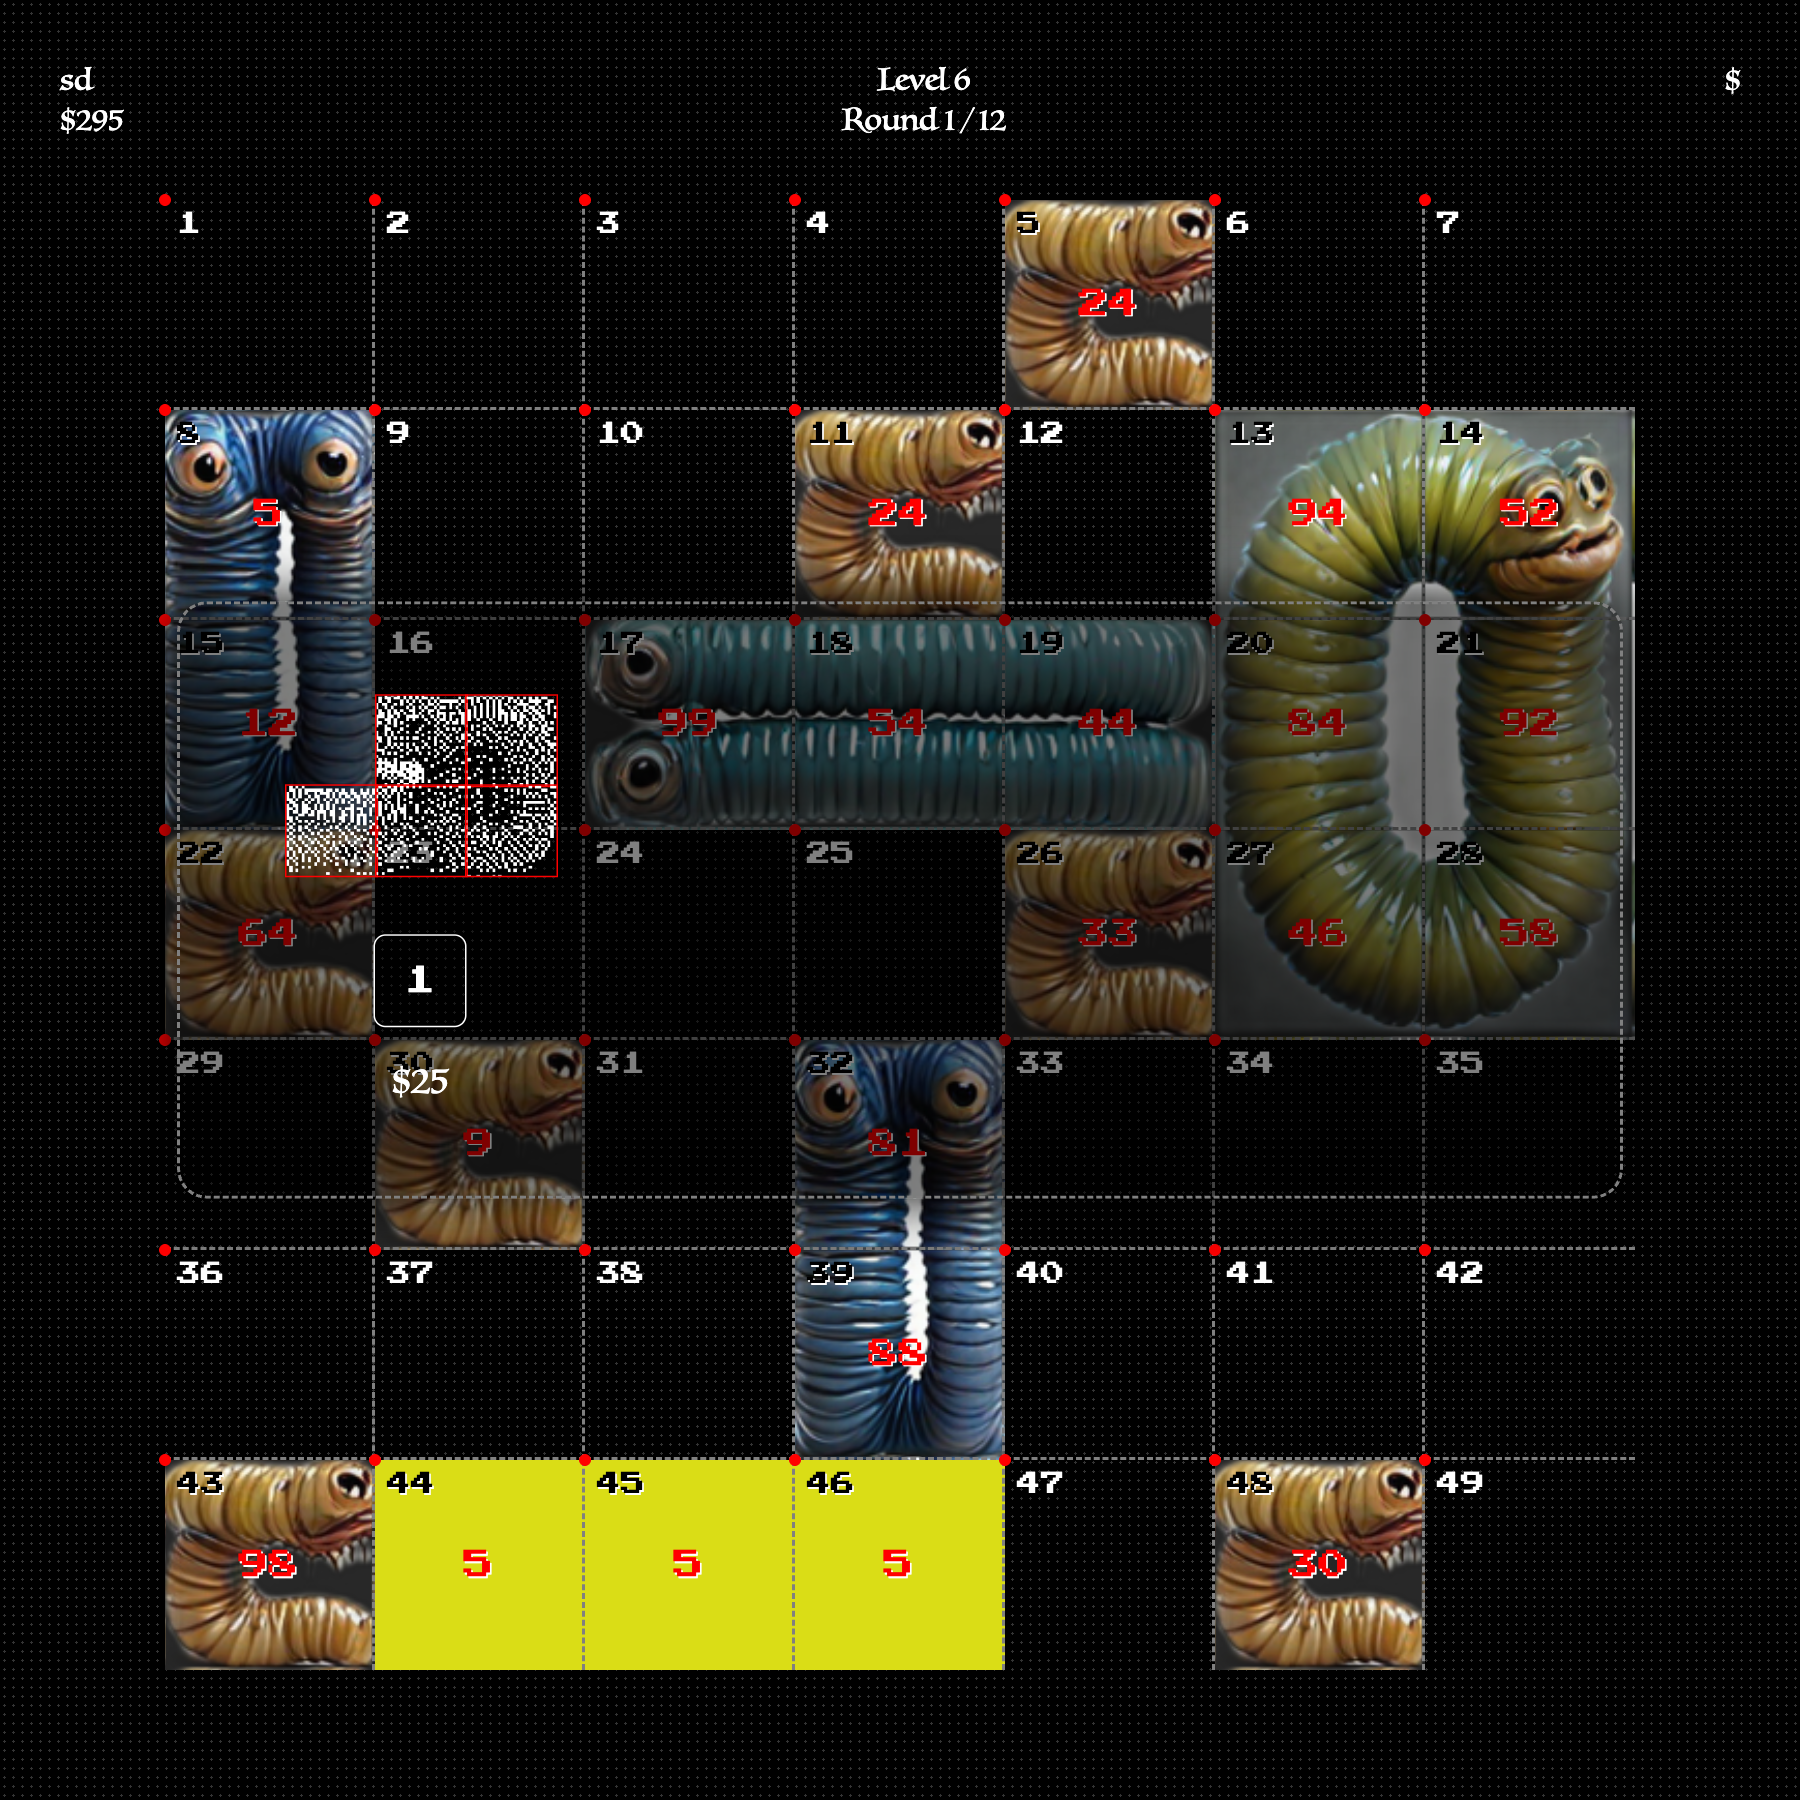 sd
$295
Level 6
Round 1/12
$
1 2 3 4 5 6 7
24
8 9 10 11 12 13 14
5 24 94 52
15 16 17 18 19 20 21
12 99 54 44 84 92
22 23 24 25 26 27 28
64 33 46 58
1
29 30 31 32 33 34 35
$25
9 81
36 37 38 39 40 41 42
88
43 44 45 46 47 48 49
98 5 5 5 30